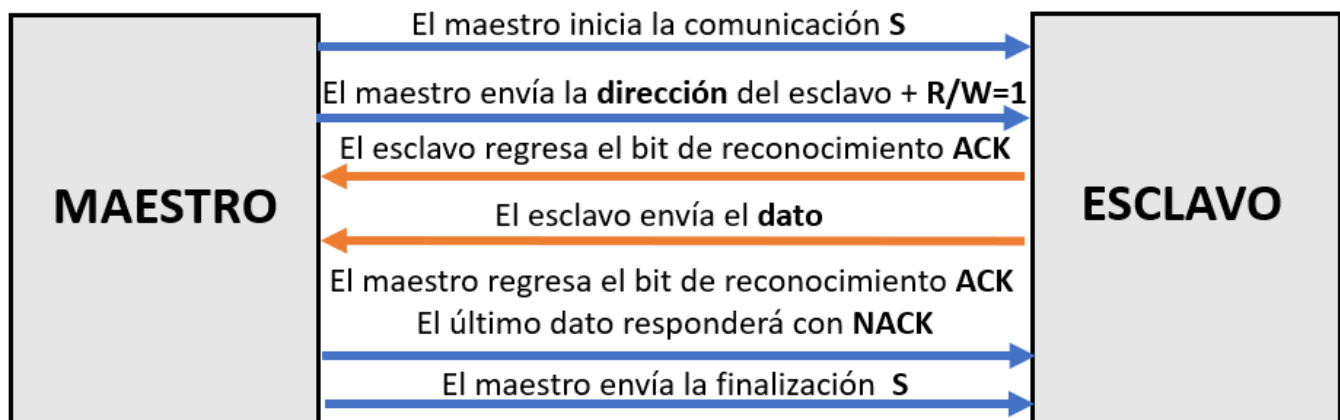 El maestro inicia la comunicación S
El maestro envía la dirección del esclavo + R/W=1
El esclavo regresa el bit de reconocimiento ACK
MAESTRO
El esclavo envía el dato
ESCLAVO
El maestro regresa el bit de reconocimiento ACK
El último dato responderá con NACK
El maestro envía la finalización S